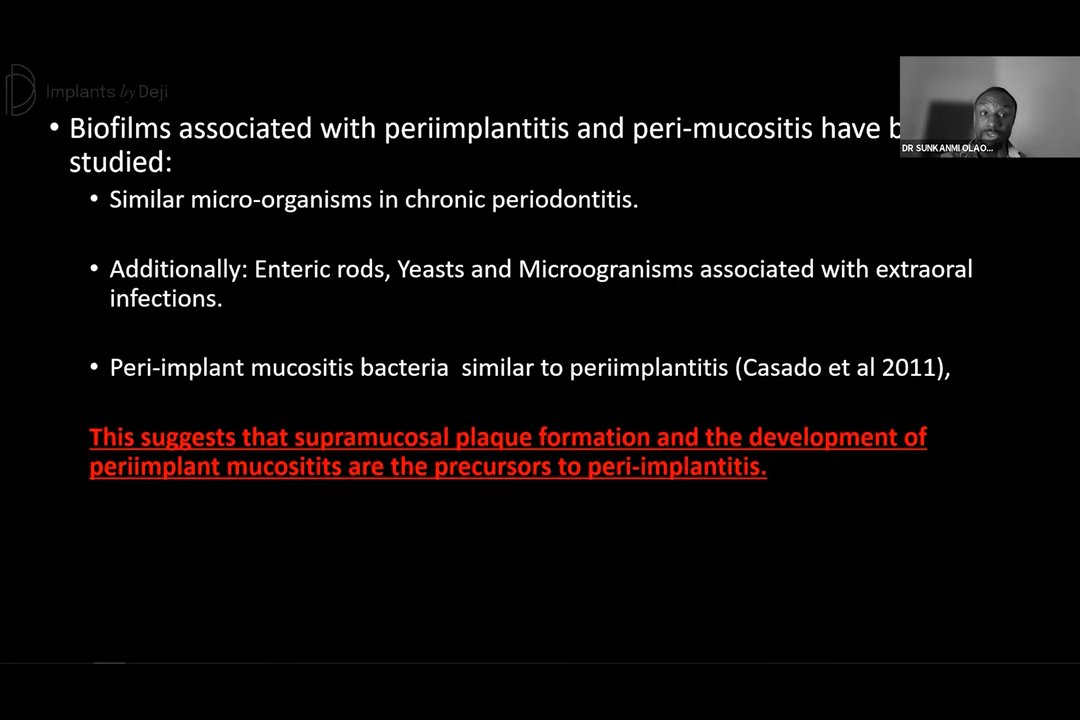 Implants by Deji
• Biofilms associated with periimplantitis and peri-mucositis have
studied:
• Similar micro-organisms in chronic periodontitis.
• Additionally: Enteric rods, Yeasts and Microogranisms associated with extraoral
infections.
• Peri-implant mucositis bacteria  similar to periimplantitis (Casado et al 2011),
This suggests that supramucosal plaque formation and the development of
periimplant mucositits are the precursors to peri-implantitis.
DR SUNKANMI OLAO...